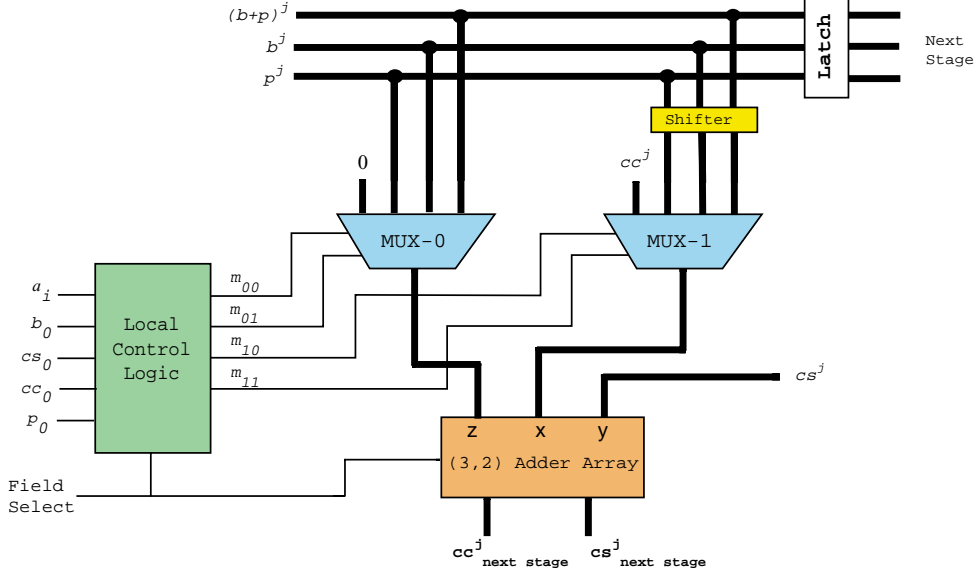 (b+p)^j
b^j
p^j
Latch
Next
Stage
Shifter
0
cc^j
MUX-0
MUX-1
a_i
b_0
cs_0
cc_0
p_0
Local
Control
Logic
m_00
m_01
m_10
m_11
cs^j
z x y
(3,2) Adder Array
Field
Select
cc^j next stage
cs^j next stage